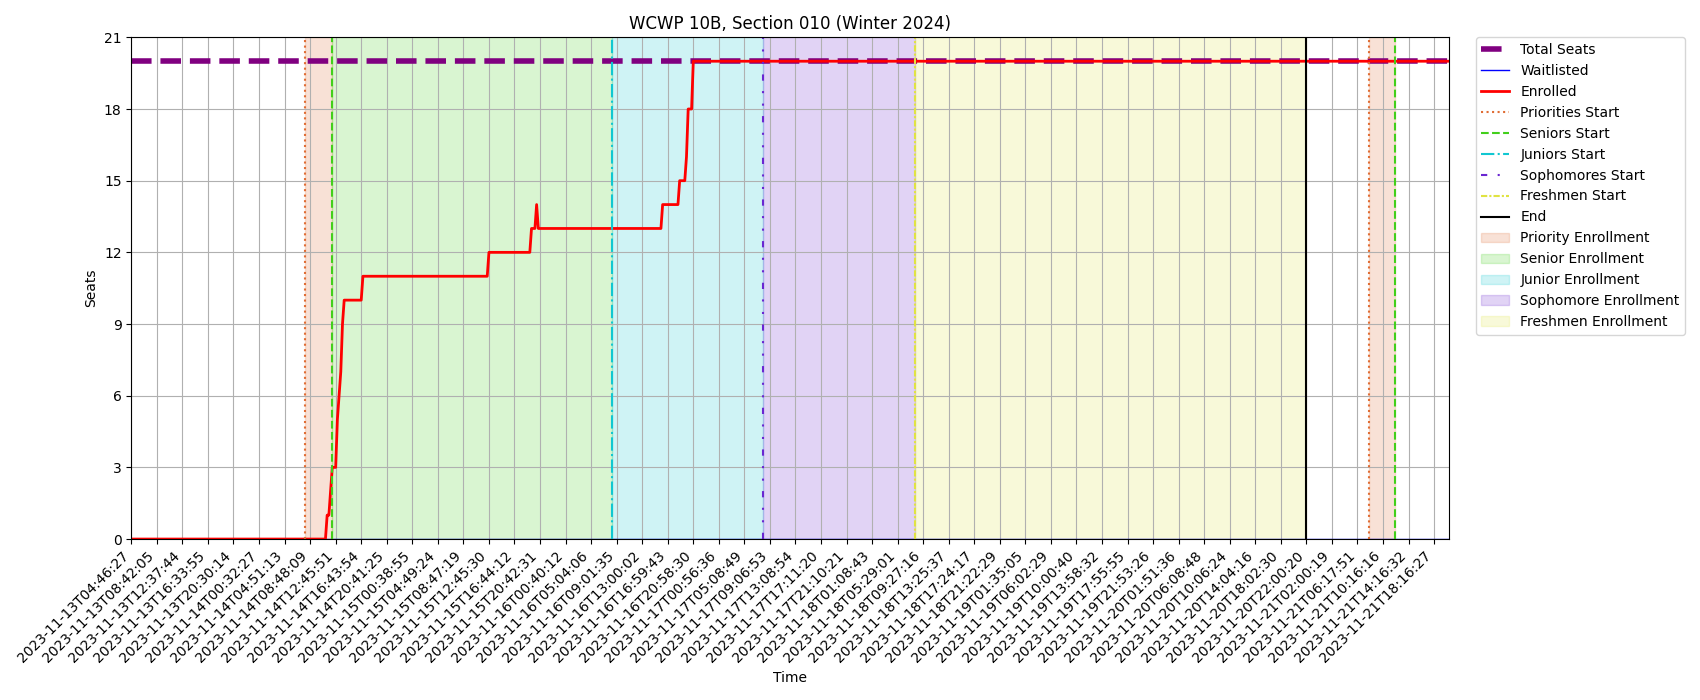 WCWP 10B, Section 010 (Winter 2024)
21
18
15
12
9
6
3
0
Seats
2023-11-13T04:46:27
2023-11-13T08:42:05
2023-11-13T12:37:44
2023-11-13T16:33:55
2023-11-13T20:30:14
2023-11-14T00:32:27
2023-11-14T04:51:13
2023-11-14T08:48:09
2023-11-14T12:45:51
2023-11-14T16:43:54
2023-11-14T20:41:25
2023-11-15T00:38:55
2023-11-15T04:49:24
2023-11-15T08:47:19
2023-11-15T12:45:30
2023-11-15T16:44:12
2023-11-15T20:42:31
2023-11-16T00:40:12
2023-11-16T05:04:06
2023-11-16T09:01:35
2023-11-16T13:00:02
2023-11-16T16:59:43
2023-11-16T20:58:30
2023-11-17T00:56:36
2023-11-17T05:08:49
2023-11-17T09:06:53
2023-11-17T13:08:54
2023-11-17T17:11:20
2023-11-17T21:10:21
2023-11-18T01:08:43
2023-11-18T05:29:01
2023-11-18T09:27:16
2023-11-18T13:25:37
2023-11-18T17:24:17
2023-11-18T21:22:29
2023-11-19T01:35:05
2023-11-19T06:02:29
2023-11-19T10:00:40
2023-11-19T13:58:32
2023-11-19T17:55:55
2023-11-19T21:53:26
2023-11-20T01:51:36
2023-11-20T06:08:48
2023-11-20T10:06:24
2023-11-20T14:04:16
2023-11-20T18:02:30
2023-11-20T22:00:20
2023-11-21T02:00:19
2023-11-21T06:17:51
2023-11-21T10:16:16
2023-11-21T14:16:32
2023-11-21T18:16:27
Time
Total Seats
Waitlisted
Enrolled
Priorities Start
Seniors Start
Juniors Start
Sophomores Start
Freshmen Start
End
Priority Enrollment
Senior Enrollment
Junior Enrollment
Sophomore Enrollment
Freshmen Enrollment